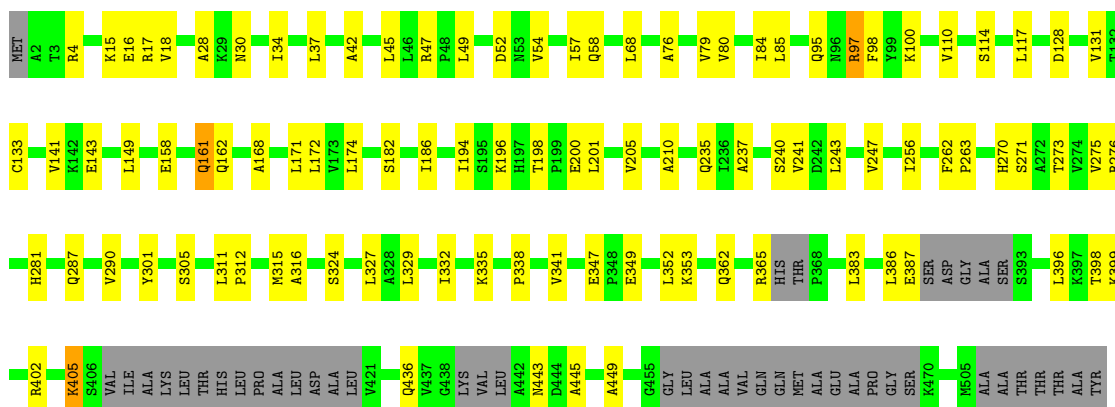 MET A2 T3 R4 K15 E16 R17 V18 A28 K29 N30 I34 L37 A42 L45 L46 R47 P48 L49 D52 N53 V54 I57 Q58 L68 A76 V79 V80 I84 L85 Q95 N96 R97 F98 Y99 K100 V110 S114 L117 D128 V131 T132
C133 V141 K142 E143 L149 E158 Q161 Q162 A168 L171 L172 V173 L174 S182 I186 I194 S195 K196 H197 T198 P199 E200 L201 V205 A210 Q235 I236 A237 S240 V241 D242 L243 V247 I256 F262 P263 H270 S271 A272 T273 V274 V275
H281 Q287 V290 Y301 S305 L311 P312 M315 A316 S324 L327 A328 L329 I332 K335 P338 V341 E347 P348 E349 L352 K353 Q362 R365 HIS THR P368 L383 L386 E387 SER ASP GLY ALA SER S393 L396 K397 T398
R402 K405 S406 VAL ILE ALA LYS LEU THR HIS LEU PRO ALA LEU ASP ALA LEU V421 Q436 V437 G438 LYS VAL LEU A442 N443 D444 A445 A449 G455 GLY LEU ALA ALA VAL GLN GLN MET ALA GLU ALA PRO GLY SER K470 M505 ALA ALA THR THR THR ALA TYR